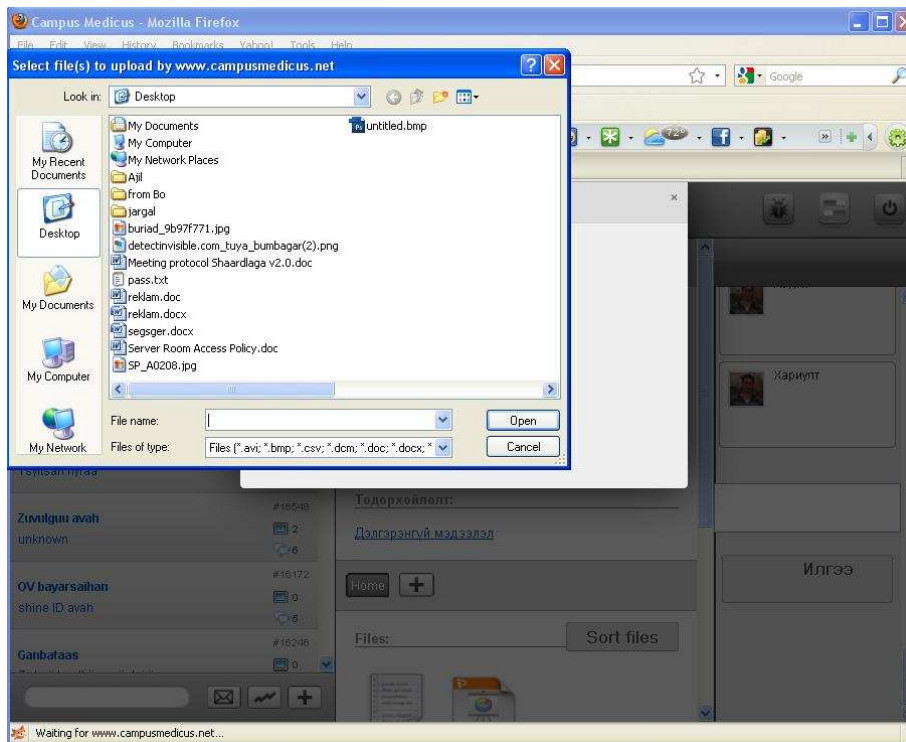 Campus Medicus - Mozilla Firefox
File Edit View History Bookmarks Yahoo! Tools Help
Select file(s) to upload by www.campusmedicus.net
Look in: Desktop
Google
72°
My Recent Documents
Desktop
My Documents
My Computer
My Network
My Documents
My Computer
My Network Places
Ajil
from Bo
jargal
buriad_9b97f771.jpg
detectinvisible.com_tuya_bumbagar(2).png
Meeting protocol Shaardlaga v2.0.doc
pass.txt
reklam.doc
reklam.docx
segsger.docx
Server Room Access Policy.doc
SP_A0208.jpg
untitled.bmp
File name:
Open
Files of type: Files (*.avi; *.bmp; *.csv; *.dcm; *.doc; *.docx; *
Cancel
Хариулт
#16548
Zuvulguu avah
2
unknown
6
#16172
OV bayarsaihan
0
shine ID avah
6
#16246
Ganbataas
0
Тодорхойлолт:
Дэлгэрэнгүй мэдээлэл
Home
Илгээ
Files:
Sort files
Waiting for www.campusmedicus.net...